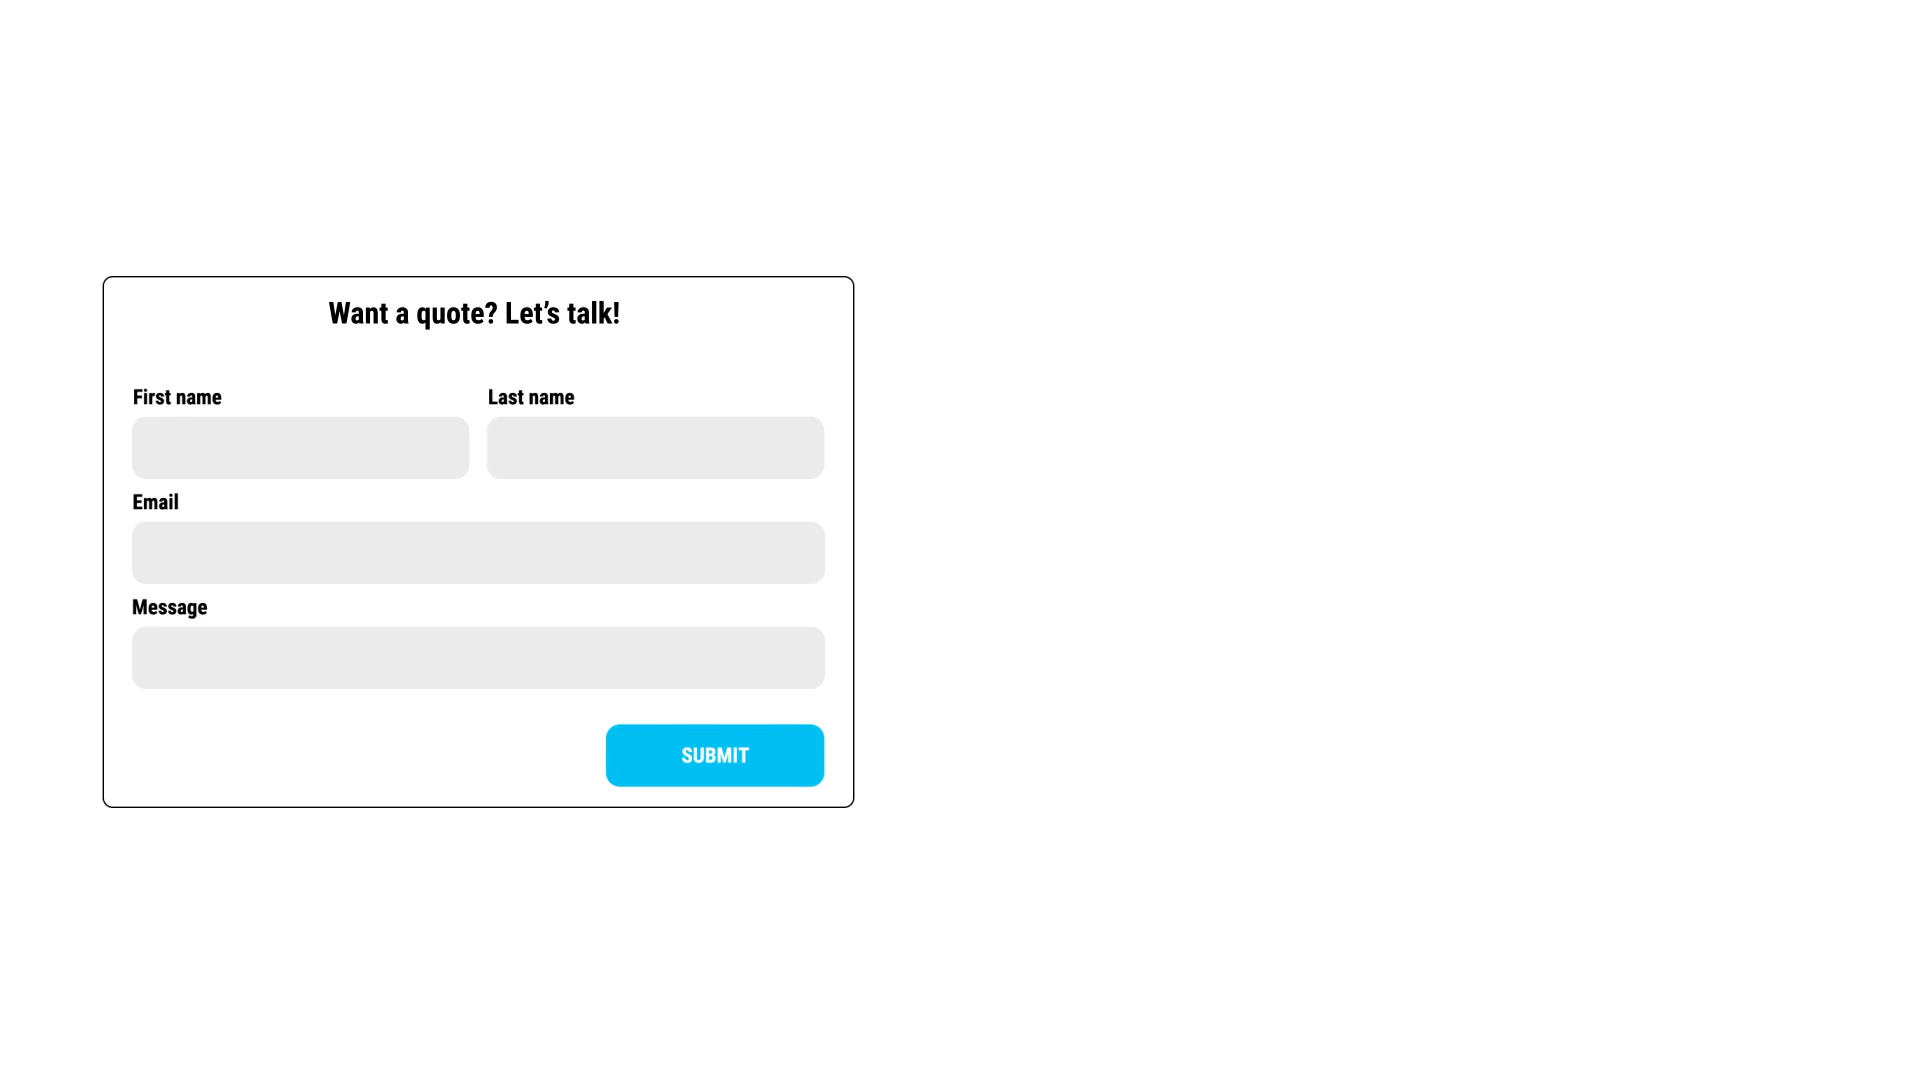 Want a quote? Let’s talk!
First name
Last name
Email
Message
SUBMIT